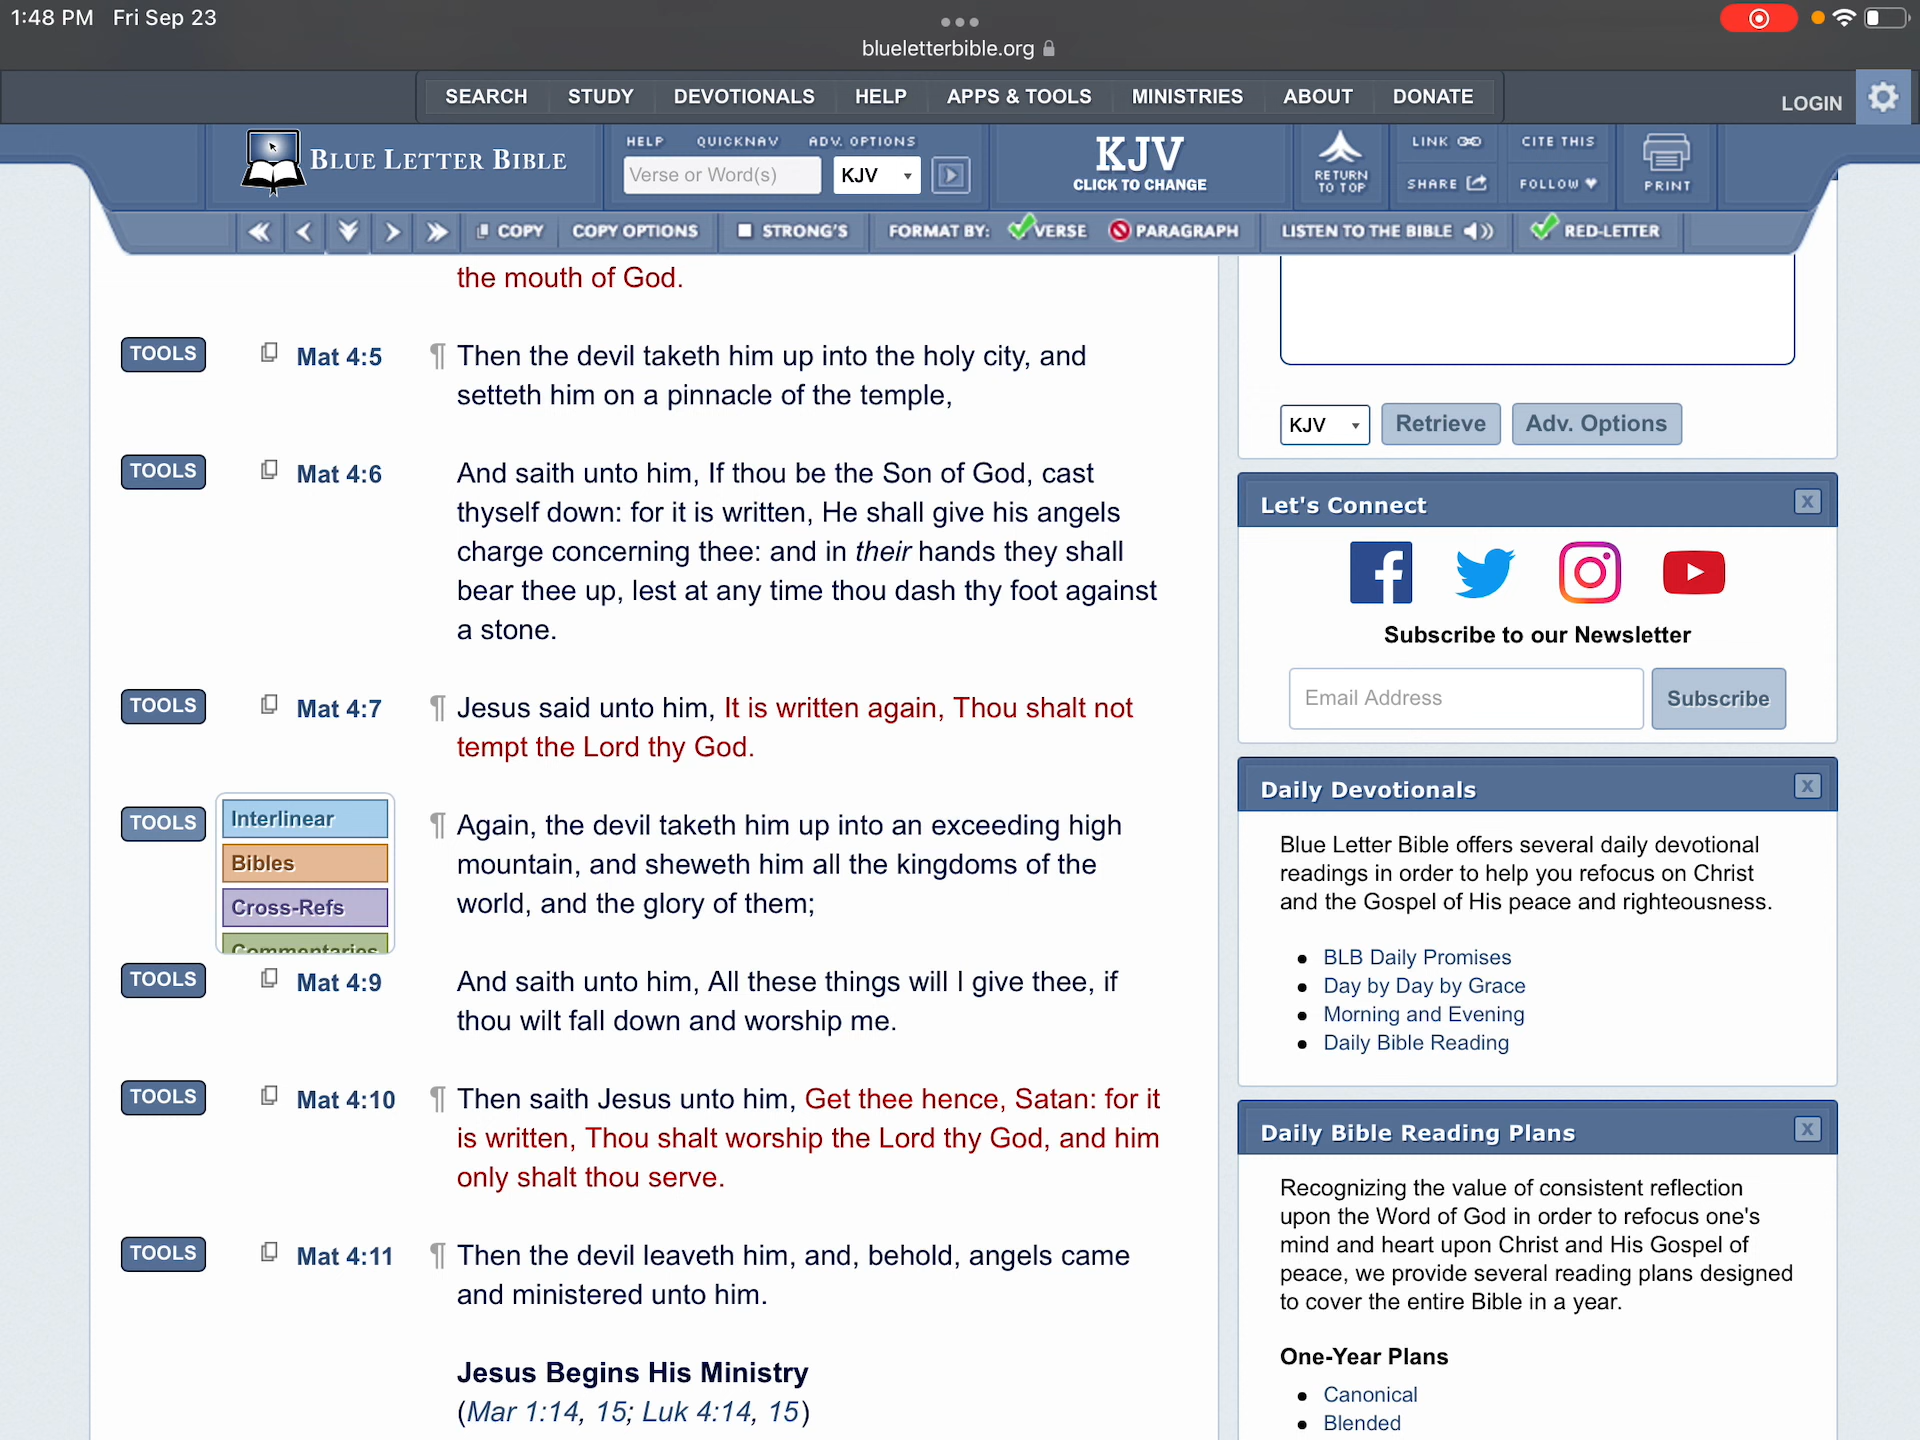 1:48 PM Fri Sep 23
blueletterbible.org
SEARCH STUDY DEVOTIONALS HELP APPS & TOOLS MINISTRIES ABOUT DONATE
LOGIN
BLUE LETTER BIBLE
HELP QUICKNAV ADV. OPTIONS
Verse or Word(s) KJV
KJV
CLICK TO CHANGE
RETURN
TO TOP
LINK
SHARE
CITE THIS
FOLLOW
PRINT
COPY COPY OPTIONS STRONG'S FORMAT BY: VERSE PARAGRAPH LISTEN TO THE BIBLE RED-LETTER
the mouth of God.
TOOLS Mat 4:5 ¶ Then the devil taketh him up into the holy city, and
setteth him on a pinnacle of the temple,
TOOLS Mat 4:6 And saith unto him, If thou be the Son of God, cast
thyself down: for it is written, He shall give his angels
charge concerning thee: and in their hands they shall
bear thee up, lest at any time thou dash thy foot against
a stone.
TOOLS Mat 4:7 ¶ Jesus said unto him, It is written again, Thou shalt not
tempt the Lord thy God.
TOOLS
Interlinear
Bibles
Cross-Refs
Commentaries
¶ Again, the devil taketh him up into an exceeding high
mountain, and sheweth him all the kingdoms of the
world, and the glory of them;
TOOLS Mat 4:9 And saith unto him, All these things will I give thee, if
thou wilt fall down and worship me.
TOOLS Mat 4:10 ¶ Then saith Jesus unto him, Get thee hence, Satan: for it
is written, Thou shalt worship the Lord thy God, and him
only shalt thou serve.
TOOLS Mat 4:11 ¶ Then the devil leaveth him, and, behold, angels came
and ministered unto him.
Jesus Begins His Ministry
(Mar 1:14, 15; Luk 4:14, 15)
KJV Retrieve Adv. Options
Let's Connect X
Subscribe to our Newsletter
Email Address Subscribe
Daily Devotionals X
Blue Letter Bible offers several daily devotional
readings in order to help you refocus on Christ
and the Gospel of His peace and righteousness.
• BLB Daily Promises
• Day by Day by Grace
• Morning and Evening
• Daily Bible Reading
Daily Bible Reading Plans X
Recognizing the value of consistent reflection
upon the Word of God in order to refocus one's
mind and heart upon Christ and His Gospel of
peace, we provide several reading plans designed
to cover the entire Bible in a year.
One-Year Plans
• Canonical
• Blended